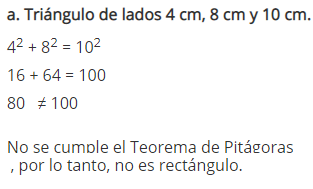 a. Triángulo de lados 4 cm, 8 cm y 10 cm.
4² + 8² = 10²
16 + 64 = 100
80 ≠ 100
No se cumple el Teorema de Pitágoras
, por lo tanto, no es rectángulo.